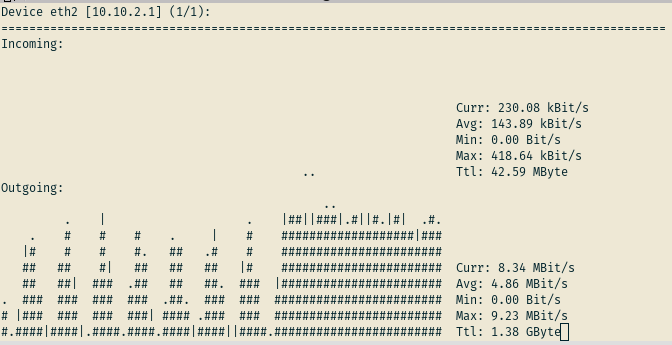 Device eth2 [10.10.2.1] (1/1):
================================================================================
Incoming:
Curr: 230.08 kBit/s
Avg: 143.89 kBit/s
Min: 0.00 Bit/s
Max: 418.64 kBit/s
.. Ttl: 42.59 MByte
Outgoing:
..
. | . |##||###|.#||#.|#| .#.
. # # # . | # ###################|###
|# # # #. ## .# # #######################
## ## #| ## ## ## |# ####################### Curr: 8.34 MBit/s
## ##| ### .## ## ##. ### |####################### Avg: 4.86 MBit/s
. ### ### ### ### .##. ### ### ####################### Min: 0.00 Bit/s
# |### ### ### ###| #### .### ### ####################### Max: 9.23 MBit/s
#.####|####|.####.####.####|####||####.####################### Ttl: 1.38 GByte